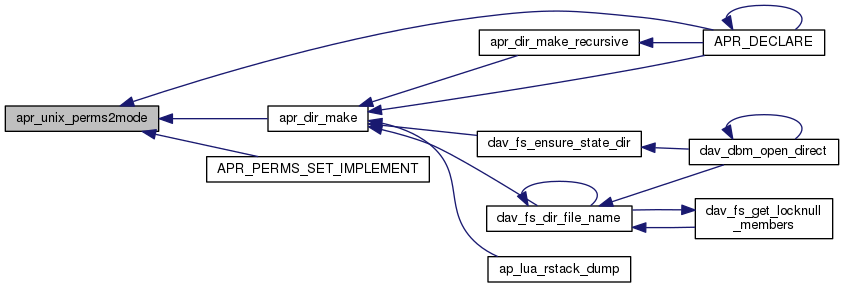 apr_unix_perms2mode
apr_dir_make
APR_PERMS_SET_IMPLEMENT
apr_dir_make_recursive
APR_DECLARE
dav_fs_ensure_state_dir
dav_dbm_open_direct
dav_fs_dir_file_name
dav_fs_get_locknull
_members
ap_lua_rstack_dump